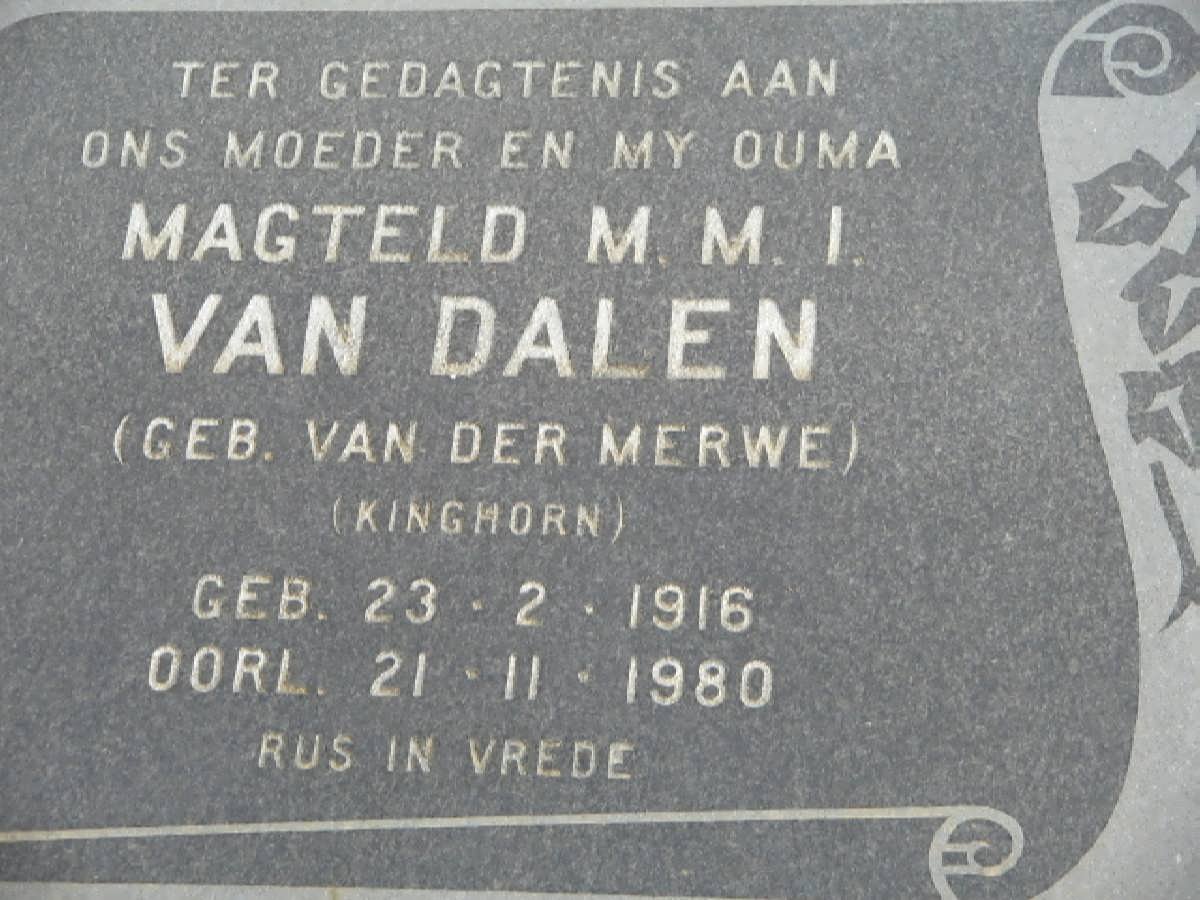 TER GEDAGTENIS AAN
ONS MOEDER EN MY OUMA
MAGTELD M. M. I.
VAN DALEN
(GEB. VAN DER MERWE)
(KINGHORN)
GEB. 23 · 2 · 1916
OORL. 21 · 11 · 1980
RUS IN VREDE